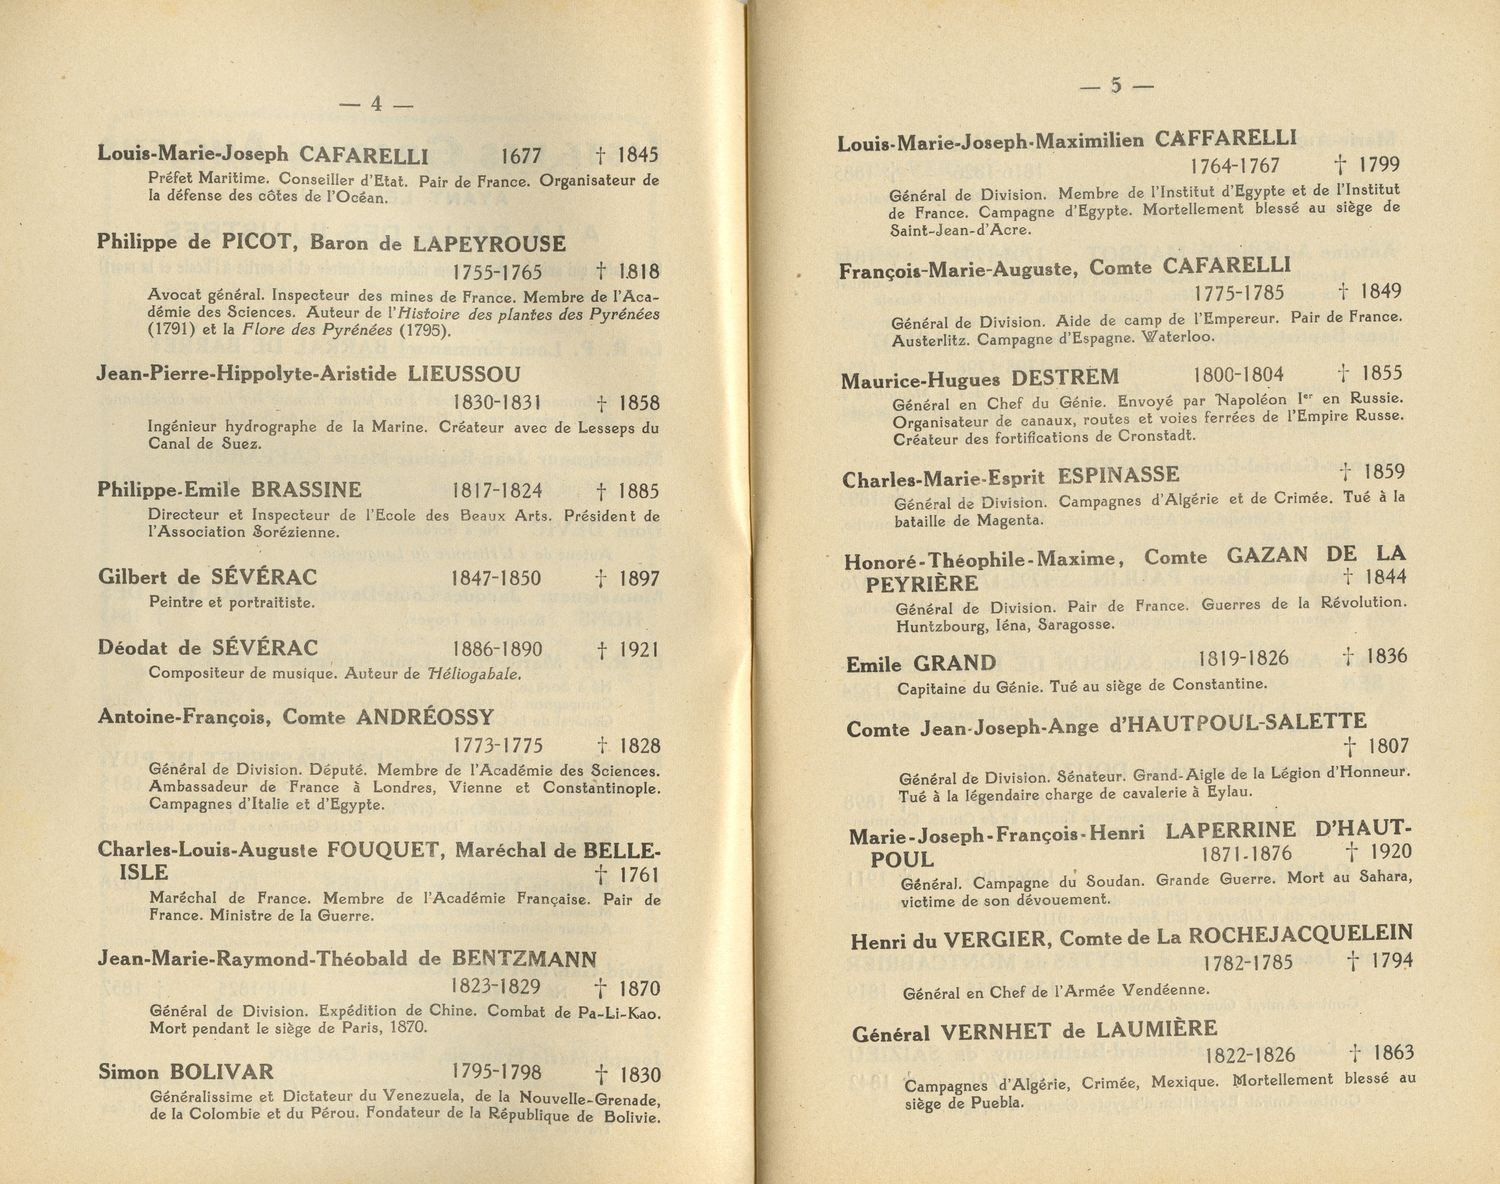 — 4 —
Louis-Marie-Joseph CAFARELLI 1677 † 1845
Préfet Maritime. Conseiller d'Etat. Pair de France. Organisateur de
la défense des côtes de l'Océan.
Philippe de PICOT, Baron de LAPEYROUSE
1755-1765 † 1818
Avocat général. Inspecteur des mines de France. Membre de l'Aca-
démie des Sciences. Auteur de l'Histoire des plantes des Pyrénées
(1791) et la Flore des Pyrénées (1795).
Jean-Pierre-Hippolyte-Aristide LIEUSSOU
1830-1831 † 1858
Ingénieur hydrographe de la Marine. Créateur avec de Lesseps du
Canal de Suez.
Philippe-Emile BRASSINE 1817-1824 † 1885
Directeur et Inspecteur de l'Ecole des Beaux Arts. Président de
l'Association Sorézienne.
Gilbert de SÉVÉRAC 1847-1850 † 1897
Peintre et portraitiste.
Déodat de SÉVÉRAC 1886-1890 † 1921
Compositeur de musique. Auteur de Héliogabale.
Antoine-François, Comte ANDRÉOSSY
1773-1775 † 1828
Général de Division. Député. Membre de l'Académie des Sciences.
Ambassadeur de France à Londres, Vienne et Constantinople.
Campagnes d'Italie et d'Egypte.
Charles-Louis-Auguste FOUQUET, Maréchal de BELLE-
ISLE † 1761
Maréchal de France. Membre de l'Académie Française. Pair de
France. Ministre de la Guerre.
Jean-Marie-Raymond-Théobald de BENTZMANN
1823-1829 † 1870
Général de Division. Expédition de Chine. Combat de Pa-Li-Kao.
Mort pendant le siège de Paris, 1870.
Simon BOLIVAR 1795-1798 † 1830
Généralissime et Dictateur du Venezuela, de la Nouvelle-Grenade,
de la Colombie et du Pérou. Fondateur de la République de Bolivie.
— 5 —
Louis-Marie-Joseph-Maximilien CAFFARELLI
1764-1767 † 1799
Général de Division. Membre de l'Institut d'Egypte et de l'Institut
de France. Campagne d'Egypte. Mortellement blessé au siège de
Saint-Jean-d'Acre.
François-Marie-Auguste, Comte CAFARELLI
1775-1785 † 1849
Général de Division. Aide de camp de l'Empereur. Pair de France.
Austerlitz. Campagne d'Espagne. Waterloo.
Maurice-Hugues DESTREM 1800-1804 † 1855
Général en Chef du Génie. Envoyé par Napoléon Ier en Russie.
Organisateur de canaux, routes et voies ferrées de l'Empire Russe.
Créateur des fortifications de Cronstadt.
Charles-Marie-Esprit ESPINASSE † 1859
Général de Division. Campagnes d'Algérie et de Crimée. Tué à la
bataille de Magenta.
Honoré-Théophile-Maxime, Comte GAZAN DE LA
PEYRIÈRE † 1844
Général de Division. Pair de France. Guerres de la Révolution.
Huntzbourg, Iéna, Saragosse.
Emile GRAND 1819-1826 † 1836
Capitaine du Génie. Tué au siège de Constantine.
Comte Jean-Joseph-Ange d'HAUTPOUL-SALETTE
† 1807
Général de Division. Sénateur. Grand-Aigle de la Légion d'Honneur.
Tué à la légendaire charge de cavalerie à Eylau.
Marie-Joseph-François-Henri LAPERRINE D'HAUT-
POUL 1871-1876 † 1920
Général. Campagne du Soudan. Grande Guerre. Mort au Sahara,
victime de son dévouement.
Henri du VERGIER, Comte de La ROCHEJACQUELEIN
1782-1785 † 1794
Général en Chef de l'Armée Vendéenne.
Général VERNHET de LAUMIÈRE
1822-1826 † 1863
Campagnes d'Algérie, Crimée, Mexique. Mortellement blessé au
siège de Puebla.